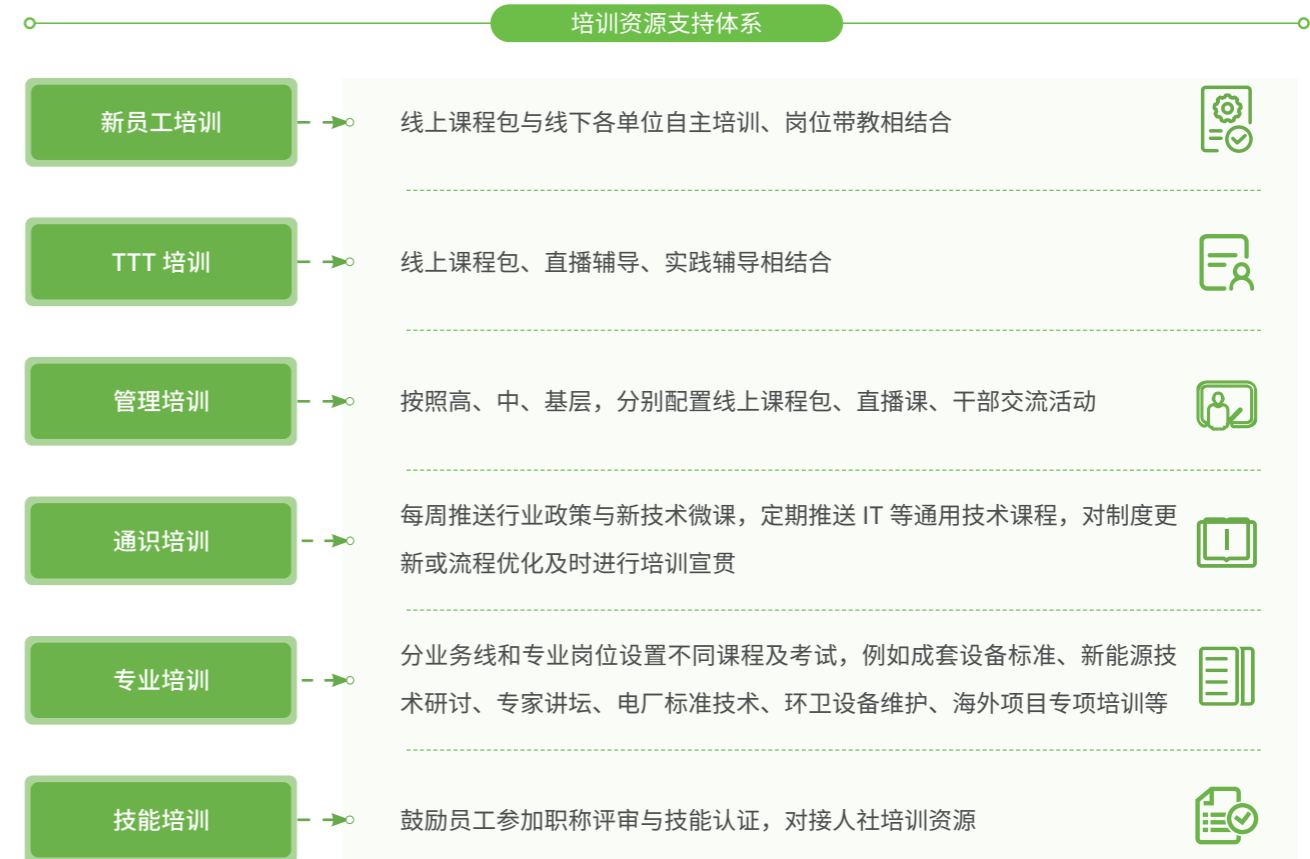 培训资源支持体系
新员工培训
线上课程包与线下各单位自主培训、岗位带教相结合
TTT 培训
线上课程包、直播辅导、实践辅导相结合
管理培训
按照高、中、基层，分别配置线上课程包、直播课、干部交流活动
通识培训
每周推送行业政策与新技术微课，定期推送 IT 等通用技术课程，对制度更
新或流程优化及时进行培训宣贯
专业培训
分业务线和专业岗位设置不同课程及考试，例如成套设备标准、新能源技
术研讨、专家讲坛、电厂标准技术、环卫设备维护、海外项目专项培训等
技能培训
鼓励员工参加职称评审与技能认证，对接人社培训资源